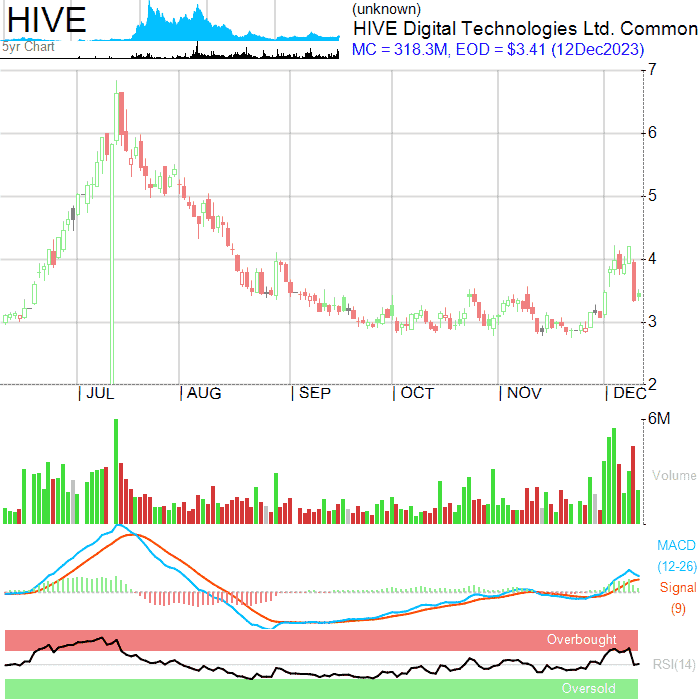 HIVE
5yr Chart
(unknown)
HIVE Digital Technologies Ltd. Common
MC = 318.3M, EOD = $3.41 (12Dec2023)
7
6
5
4
3
2
JUL AUG SEP OCT NOV DEC
6M
Volume
MACD
(12-26)
Signal
(9)
Overbought
RSI(14)
Oversold